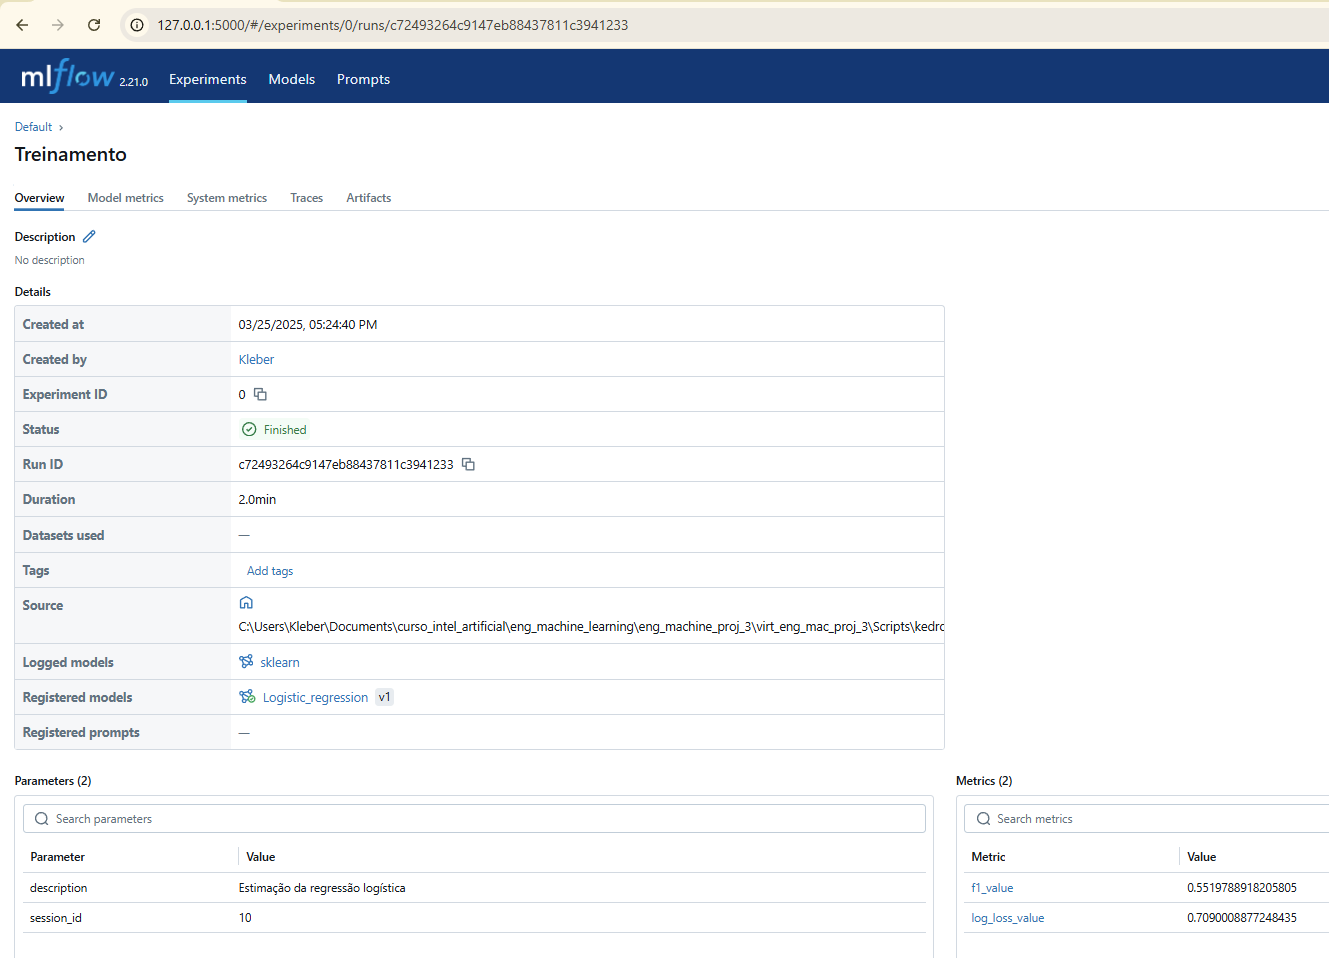 127.0.0.1:5000/#/experiments/0/runs/c72493264c9147eb88437811c3941233
mlflow 2.21.0 Experiments Models Prompts
Default ›
Treinamento
Overview Model metrics System metrics Traces Artifacts
Description
No description
Details
Created at 03/25/2025, 05:24:40 PM
Created by Kleber
Experiment ID 0
Status Finished
Run ID c72493264c9147eb88437811c3941233
Duration 2.0min
Datasets used —
Tags Add tags
Source
C:\Users\Kleber\Documents\curso_intel_artificial\eng_machine_learning\eng_machine_proj_3\virt_eng_mac_proj_3\Scripts\kedro
Logged models sklearn
Registered models Logistic_regression v1
Registered prompts —
Parameters (2) Metrics (2)
Search parameters Search metrics
Parameter Value Metric Value
description Estimação da regressão logística f1_value 0.5519788918205805
session_id 10 log_loss_value 0.7090008877248435